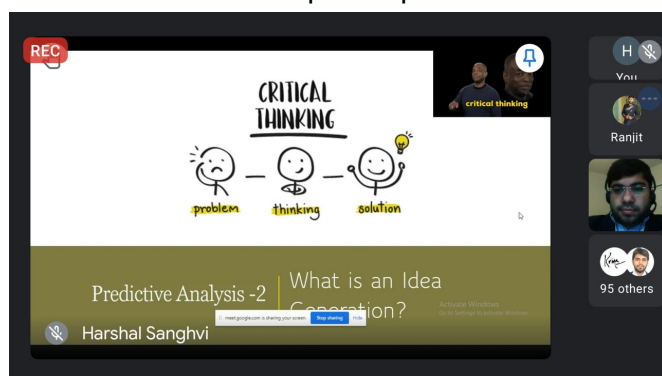 REC
CRITICAL
THINKING
critical thinking
problem
thinking
solution
Predictive Analysis -2
What is an Idea
Generation?
Activate Windows
Go to Settings to activate Windows.
meet.google.com is sharing your screen.
Stop sharing
Hide
Harshal Sanghvi
H
You
Ranjit
95 others